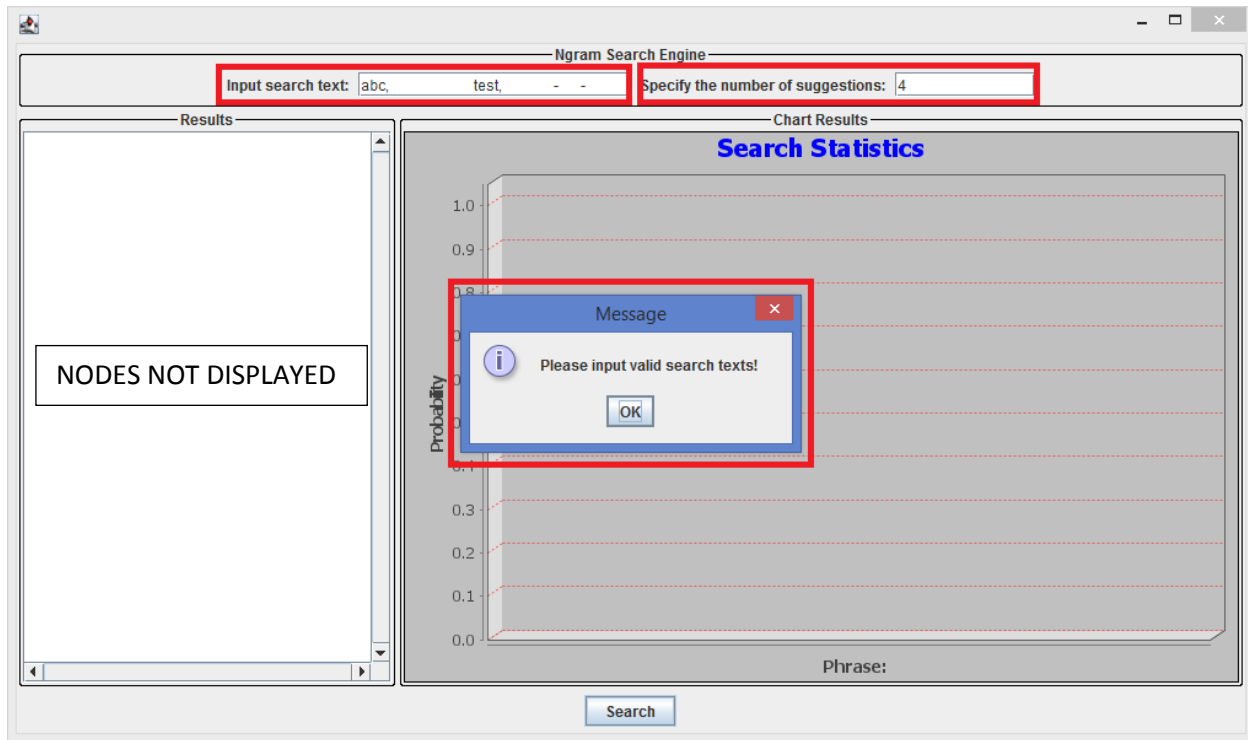 Ngram Search Engine
Input search text: abc, test, - - Specify the number of suggestions: 4
Results
Chart Results
Search Statistics
1.0
0.9
0.8
Message
Please input valid search texts!
OK
NODES NOT DISPLAYED
Probability
0.3
0.2
0.1
0.0
Phrase:
Search